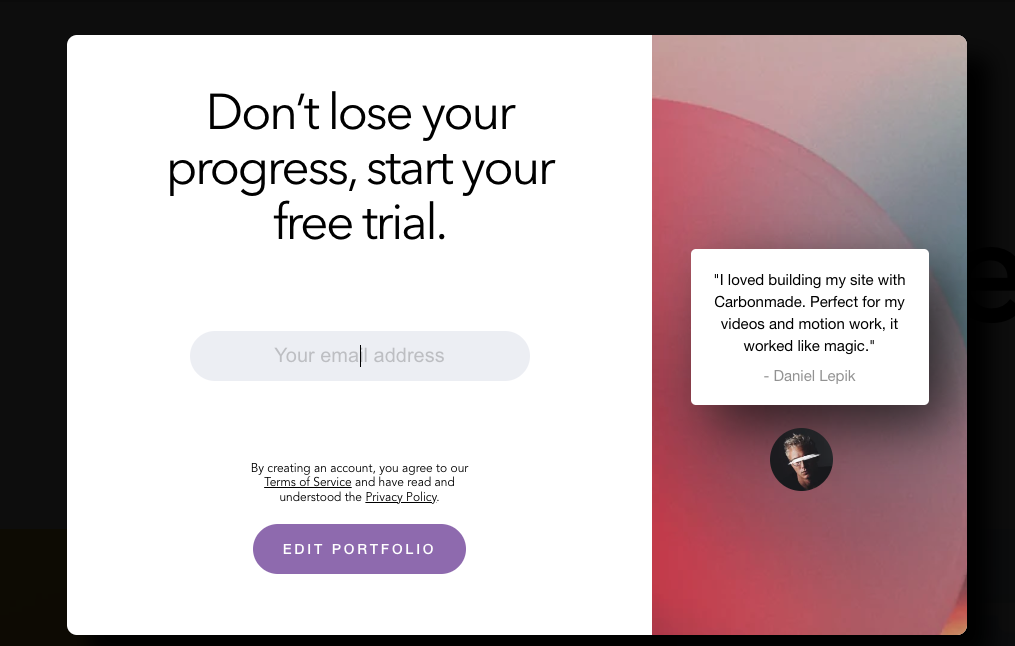 Don’t lose your
progress, start your
free trial.
Your email address
By creating an account, you agree to our
Terms of Service and have read and
understood the Privacy Policy.
EDIT PORTFOLIO
"I loved building my site with
Carbonmade. Perfect for my
videos and motion work, it
worked like magic."
- Daniel Lepik